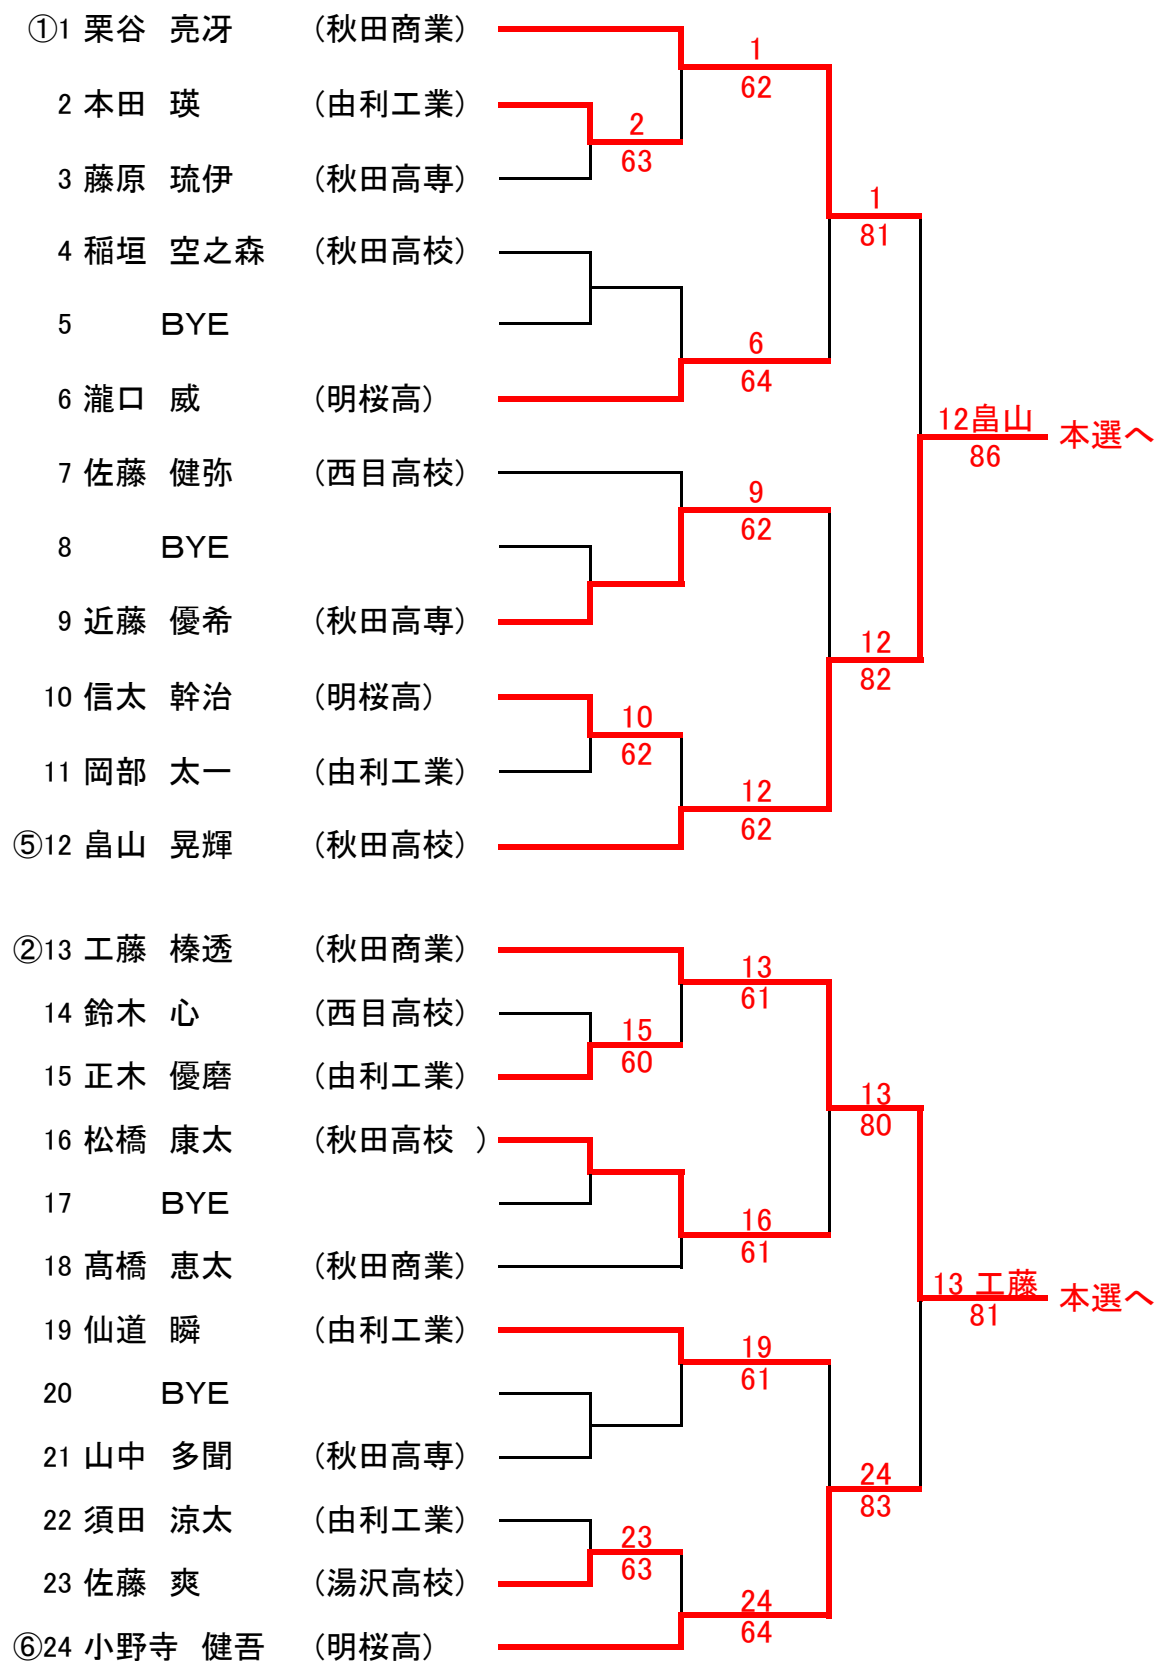 ①1 栗谷 亮冴 (秋田商業)
1
62
2 本田 瑛 (由利工業)
2
63
3 藤原 琉伊 (秋田高専)
1
81
4 稲垣 空之森 (秋田高校)
5 BYE
6
64
6 瀧口 威 (明桜高)
12畠山 本選へ
86
7 佐藤 健弥 (西目高校)
9
62
8 BYE
9 近藤 優希 (秋田高専)
12
82
10 信太 幹治 (明桜高)
10
62
11 岡部 太一 (由利工業)
12
62
⑤12 畠山 晃輝 (秋田高校)
②13 工藤 榛透 (秋田商業)
13
61
14 鈴木 心 (西目高校)
15
60
15 正木 優磨 (由利工業)
13
80
16 松橋 康太 (秋田高校 )
17 BYE
16
61
18 髙橋 恵太 (秋田商業)
13 工藤 本選へ
81
19 仙道 瞬 (由利工業)
19
61
20 BYE
21 山中 多聞 (秋田高専)
24
83
22 須田 涼太 (由利工業)
23
63
23 佐藤 爽 (湯沢高校)
24
64
⑥24 小野寺 健吾 (明桜高)